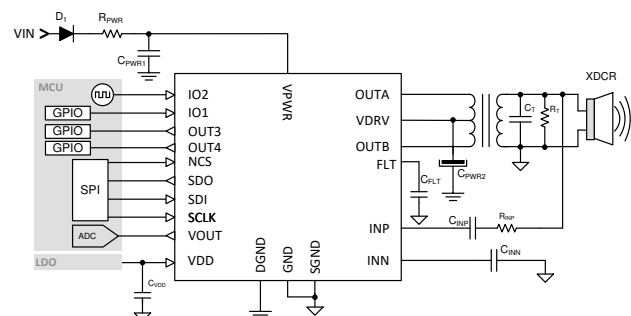 VIN
D1
RPWR
CPWR1
XDCR
MCU
VPWR
IO2
OUTA
GPIO
IO1
CT
RT
GPIO
OUT3
VDRV
GPIO
OUT4
OUTB
NCS
FLT
CPWR2
SPI
SDO
CFLT
SDI
SCLK
CINP
RINP
ADC
VOUT
INP
CINN
LDO
VDD
DGND
GND
SGND
INN
CVDD